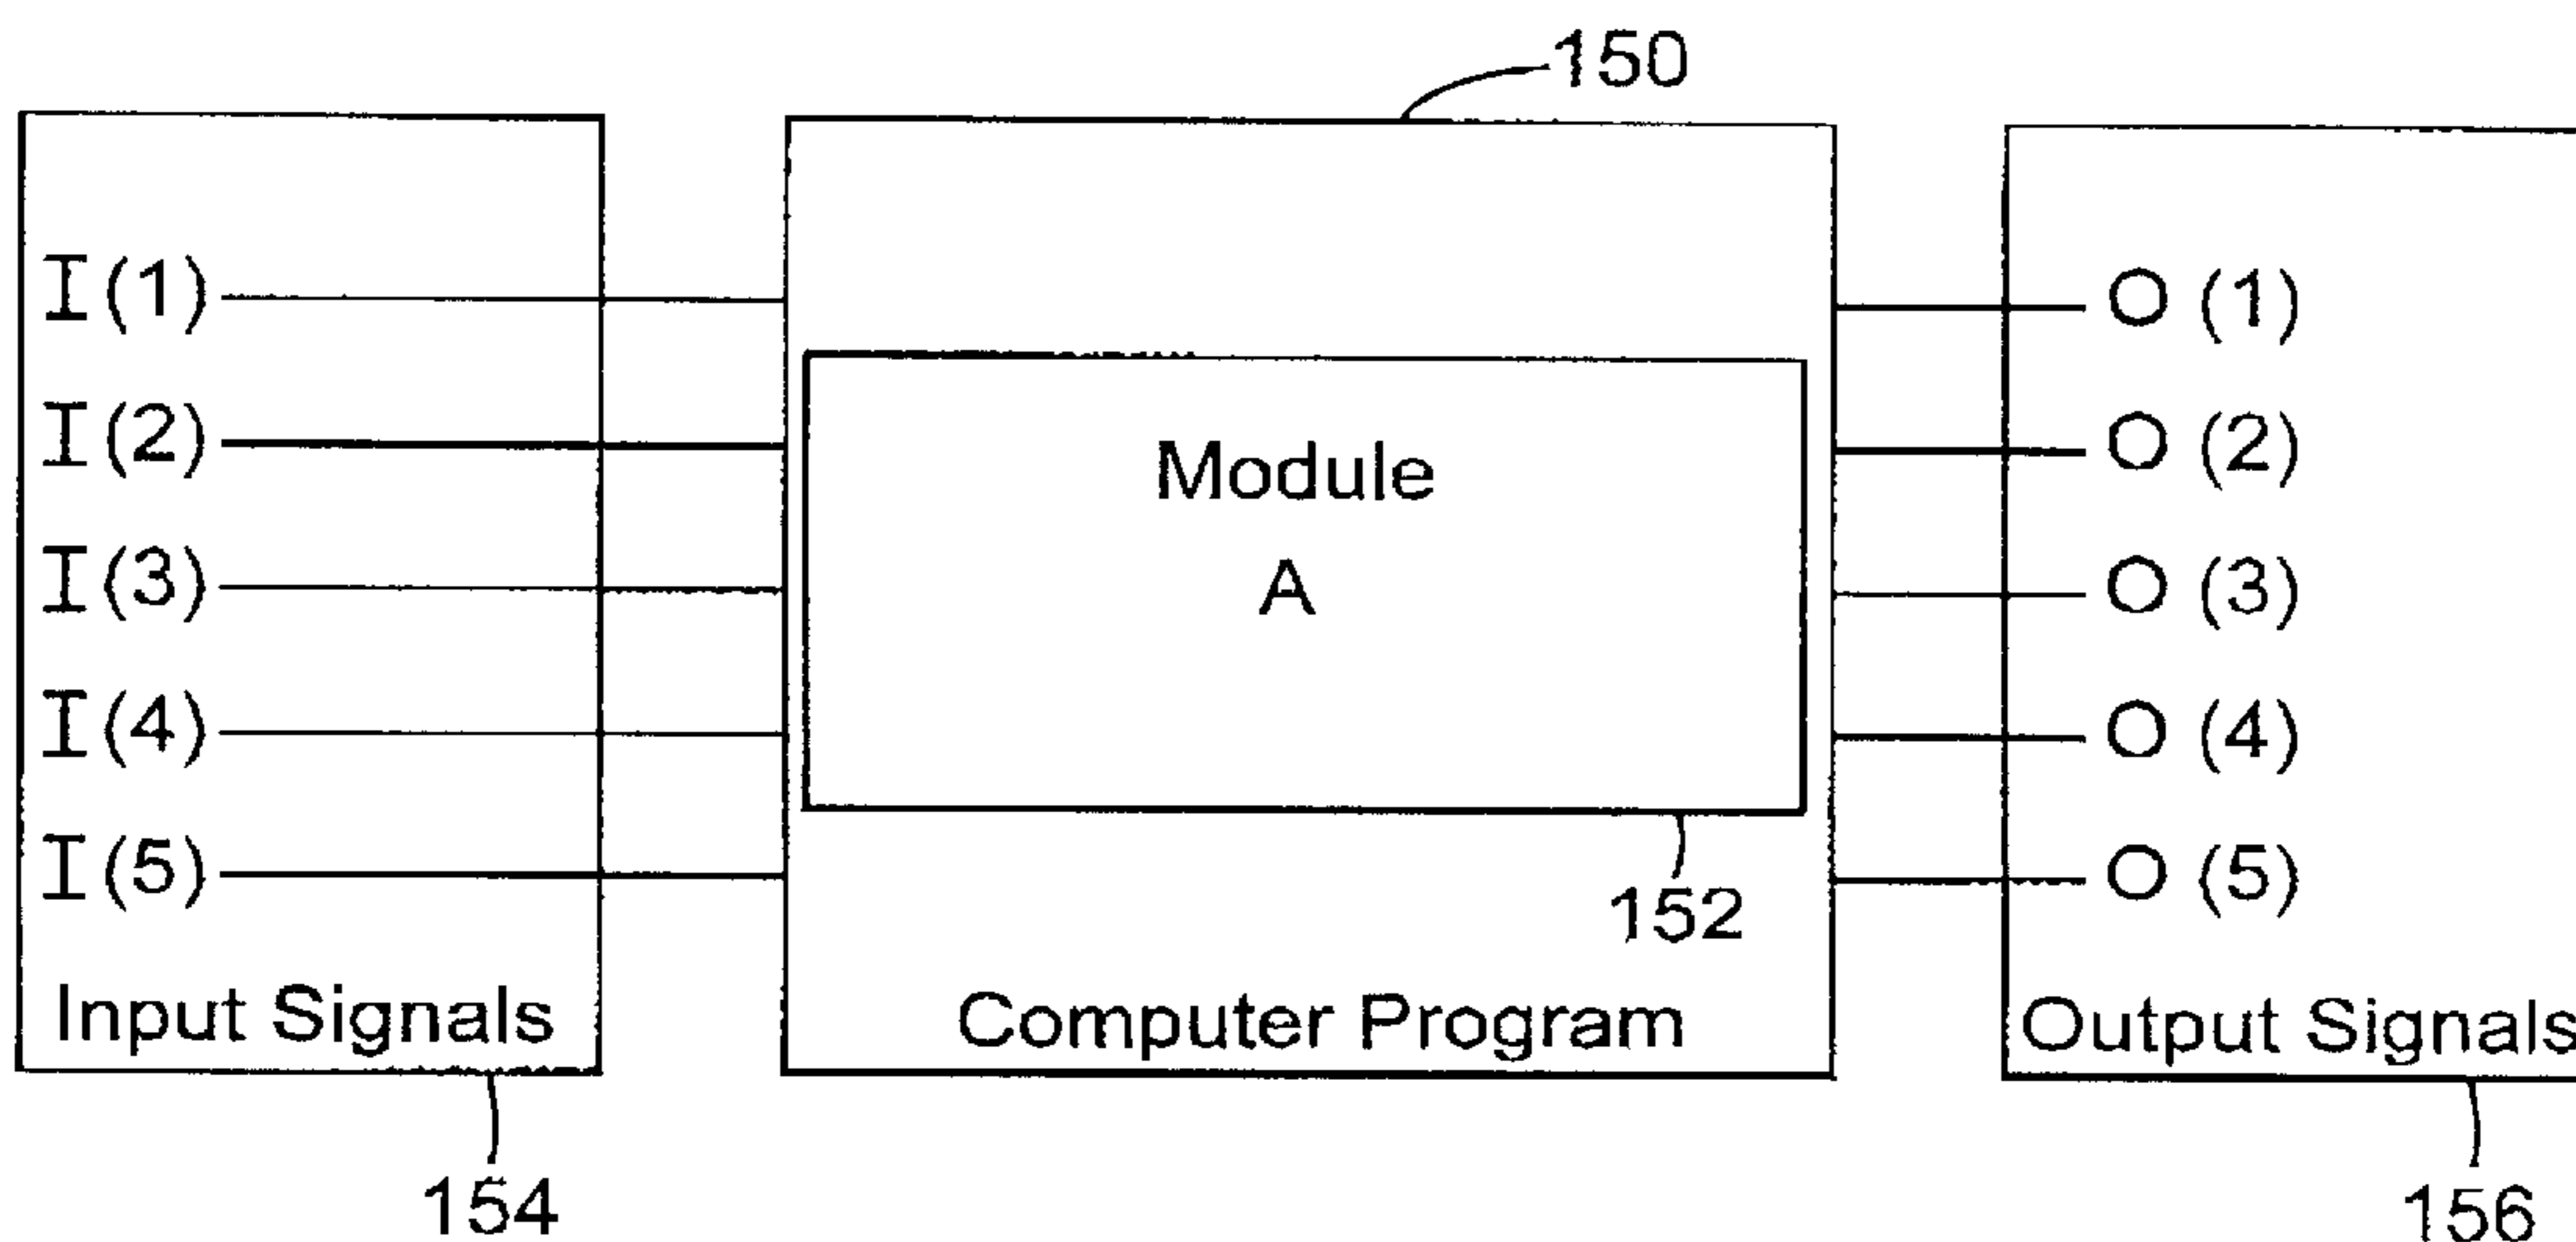 150
I(1)
I(2)
I(3)
I(4)
I(5)
Input Signals
154
Module
A
152
Computer Program
O (1)
O (2)
O (3)
O (4)
O (5)
Output Signals
156